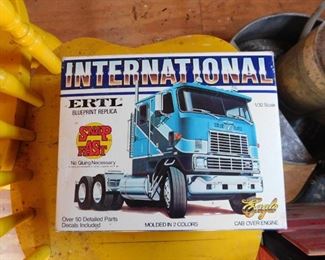 INTERNATIONAL
ERTL
BLUEPRINT REPLICA
1/32 Scale
SNAP
FAST
No Gluing Necessary
Over 50 Detailed Parts
Decals Included
MOLDED IN 2 COLORS
Eagle
CAB OVER ENGINE